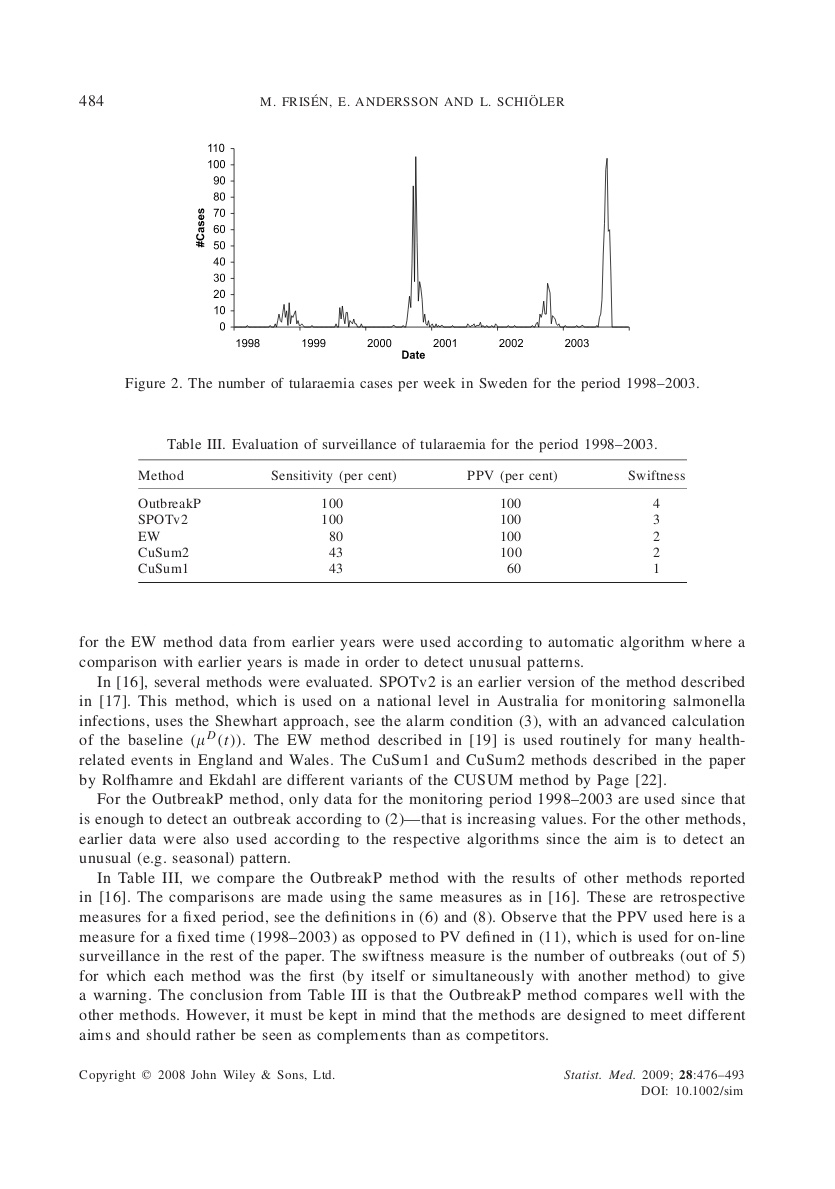 484
M. FRISÉN, E. ANDERSSON AND L. SCHIÖLER
110
100
90
80
70
60
50
40
30
20
10
0
#Cases
1998 1999 2000 2001 2002 2003
Date
Figure 2. The number of tularaemia cases per week in Sweden for the period 1998–2003.
Table III. Evaluation of surveillance of tularaemia for the period 1998–2003.
Method Sensitivity (per cent) PPV (per cent) Swiftness
OutbreakP 100 100 4
SPOTv2 100 100 3
EW 80 100 2
CuSum2 43 100 2
CuSum1 43 60 1
for the EW method data from earlier years were used according to automatic algorithm where a
comparison with earlier years is made in order to detect unusual patterns.
In [16], several methods were evaluated. SPOTv2 is an earlier version of the method described
in [17]. This method, which is used on a national level in Australia for monitoring salmonella
infections, uses the Shewhart approach, see the alarm condition (3), with an advanced calculation
of the baseline (μᴰ(t)). The EW method described in [19] is used routinely for many health-
related events in England and Wales. The CuSum1 and CuSum2 methods described in the paper
by Rolfhamre and Ekdahl are different variants of the CUSUM method by Page [22].
For the OutbreakP method, only data for the monitoring period 1998–2003 are used since that
is enough to detect an outbreak according to (2)—that is increasing values. For the other methods,
earlier data were also used according to the respective algorithms since the aim is to detect an
unusual (e.g. seasonal) pattern.
In Table III, we compare the OutbreakP method with the results of other methods reported
in [16]. The comparisons are made using the same measures as in [16]. These are retrospective
measures for a fixed period, see the definitions in (6) and (8). Observe that the PPV used here is a
measure for a fixed time (1998–2003) as opposed to PV defined in (11), which is used for on-line
surveillance in the rest of the paper. The swiftness measure is the number of outbreaks (out of 5)
for which each method was the first (by itself or simultaneously with another method) to give
a warning. The conclusion from Table III is that the OutbreakP method compares well with the
other methods. However, it must be kept in mind that the methods are designed to meet different
aims and should rather be seen as complements than as competitors.
Copyright © 2008 John Wiley & Sons, Ltd.
Statist. Med. 2009; 28:476–493
DOI: 10.1002/sim